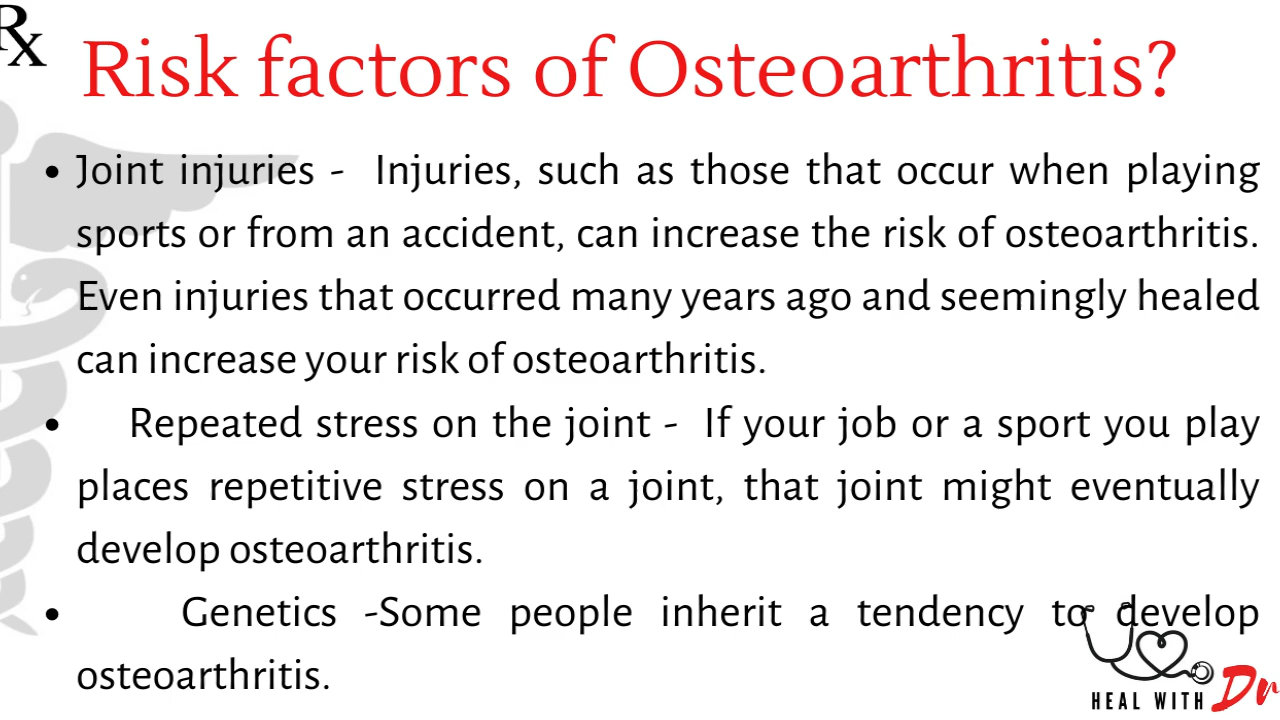 Rx
Risk factors of Osteoarthritis?
• Joint injuries - Injuries, such as those that occur when playing
sports or from an accident, can increase the risk of osteoarthritis.
Even injuries that occurred many years ago and seemingly healed
can increase your risk of osteoarthritis.
• Repeated stress on the joint - If your job or a sport you play
places repetitive stress on a joint, that joint might eventually
develop osteoarthritis.
• Genetics -Some people inherit a tendency to develop
osteoarthritis.
HEAL WITH Dr